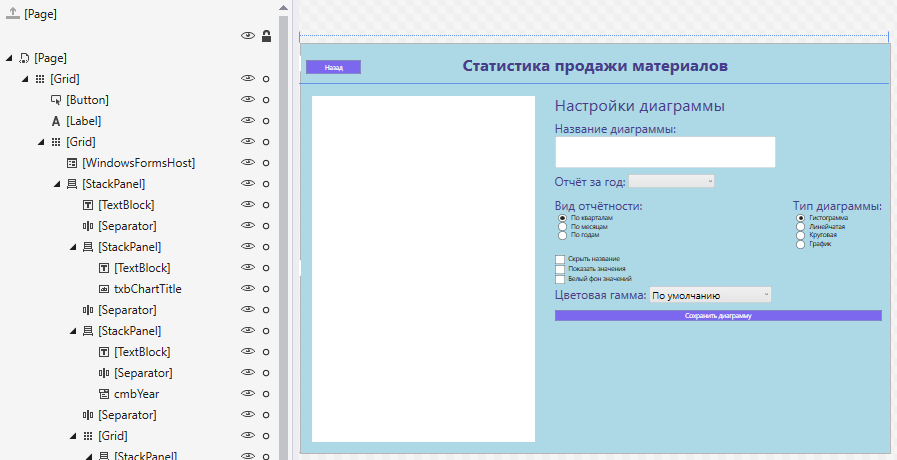 [Page]
[Page]
[Grid]
[Button]
[Label]
[Grid]
[WindowsFormsHost]
[StackPanel]
[TextBlock]
[Separator]
[StackPanel]
[TextBlock]
txbChartTitle
[Separator]
[StackPanel]
[TextBlock]
[Separator]
cmbYear
[Separator]
[Grid]
[StackPanel]
Назад
Статистика продажи материалов
Настройки диаграммы
Название диаграммы:
Отчёт за год:
Вид отчётности:
По кварталам
По месяцам
По годам
Тип диаграммы:
Гистограмма
Линейчатая
Круговая
График
Скрыть название
Показать значения
Белый фон значений
Цветовая гамма: По умолчанию
Сохранить диаграмму